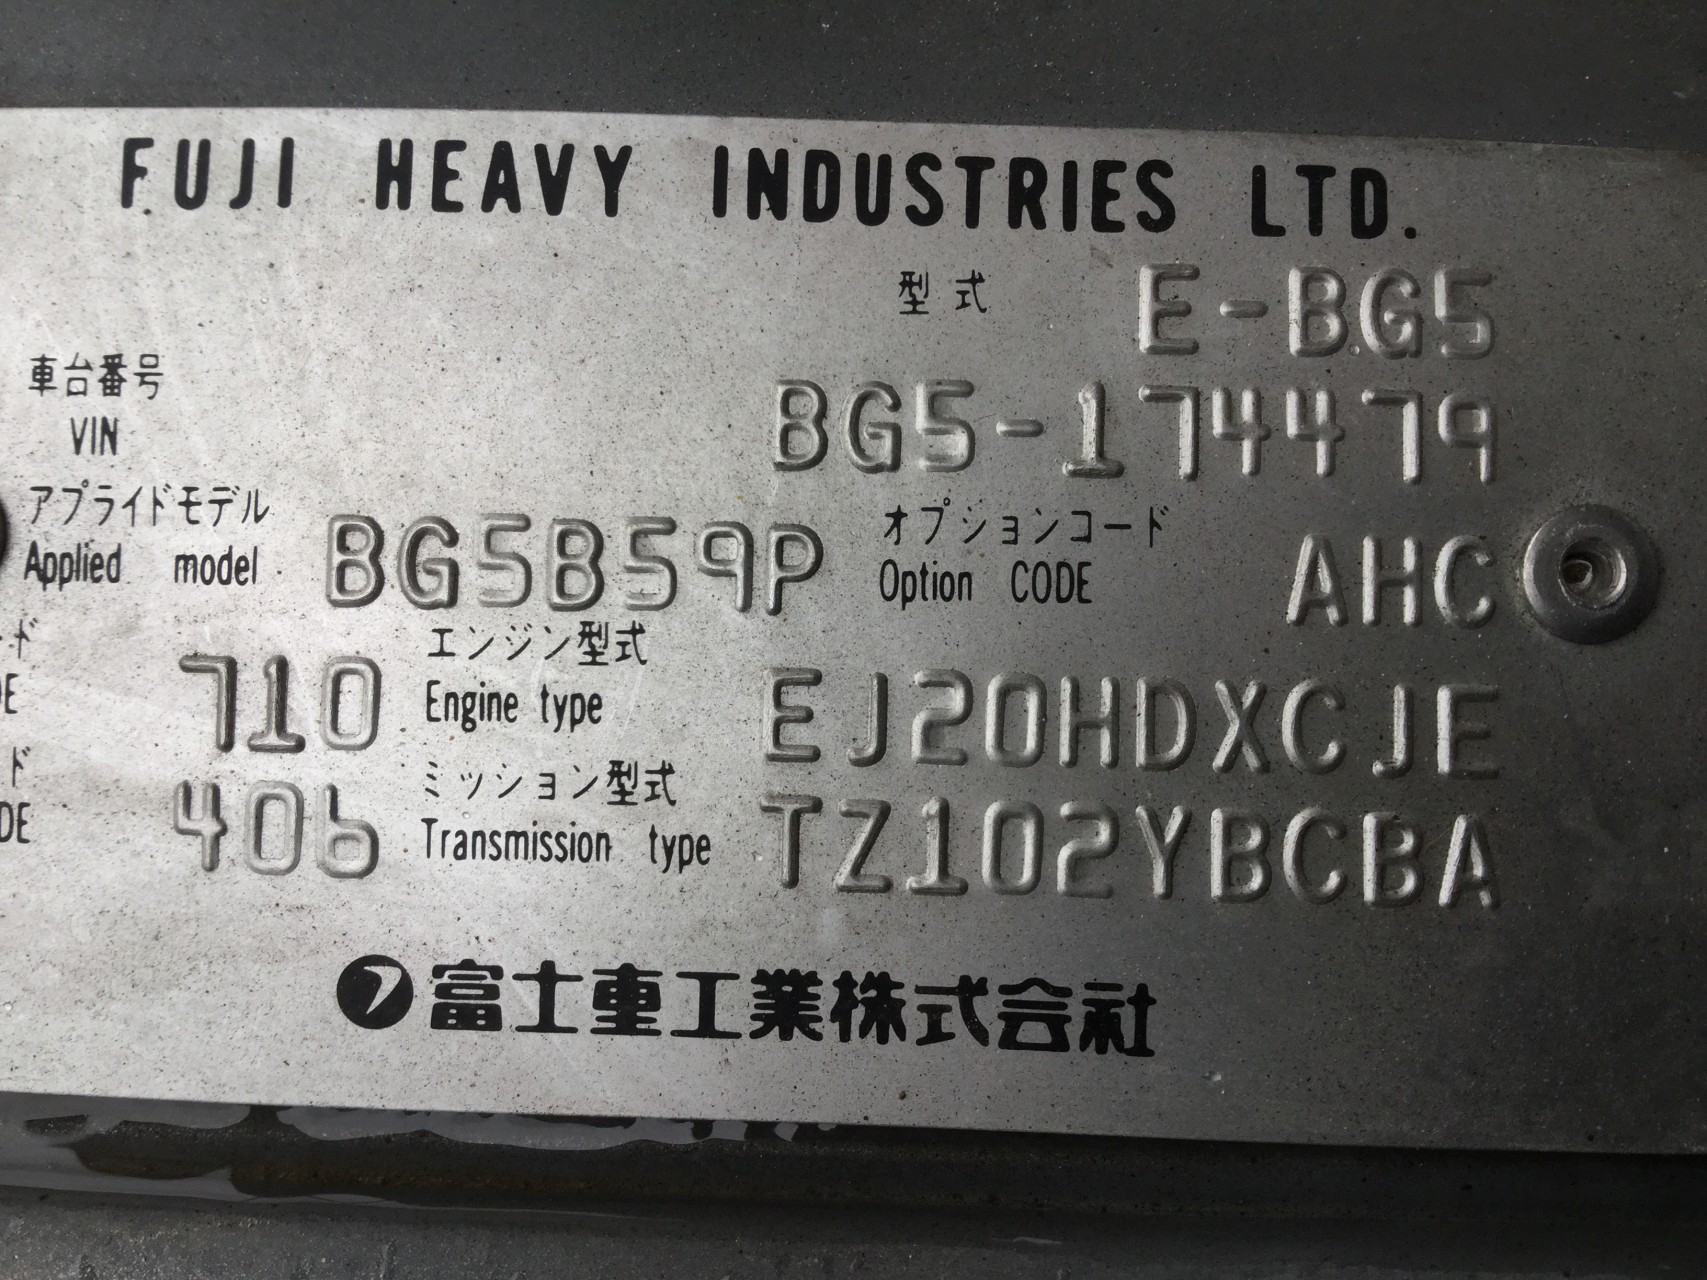 FUJI HEAVY INDUSTRIES LTD.
型式 E-BG5
車台番号
VIN BG5-174479
アプライドモデル
Applied model BG5B59P
オプションコード
Option CODE AHC
ド
E 710
エンジン型式
Engine type EJ20HDXCJE
ド
DE 406
ミッション型式
Transmission type TZ102YBCBA
富士重工業株式会社